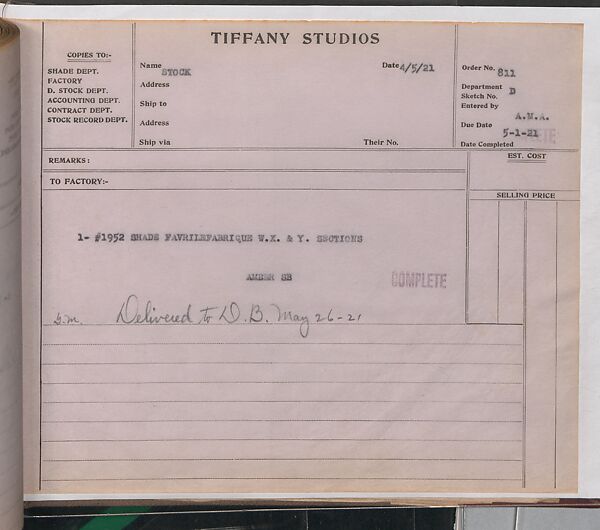 TIFFANY STUDIOS
COPIES TO:-
SHADE DEPT.
FACTORY
D. STOCK DEPT.
ACCOUNTING DEPT.
CONTRACT DEPT.
STOCK RECORD DEPT.
Name STOCK
Date 4/5/21
Address
Ship to
Address
Ship via
Their No.
Order No. 811
Department D
Sketch No.
Entered by
A.M.A.
Due Date 5-1-21
Date Completed
REMARKS:
EST. COST
TO FACTORY:-
SELLING PRICE
1- #1952 SHADE FAVRILEFABRIQUE W.X. & Y. SECTIONS
AMBER SB
COMPLETE
G.M. Delivered to D.B. May 26-21